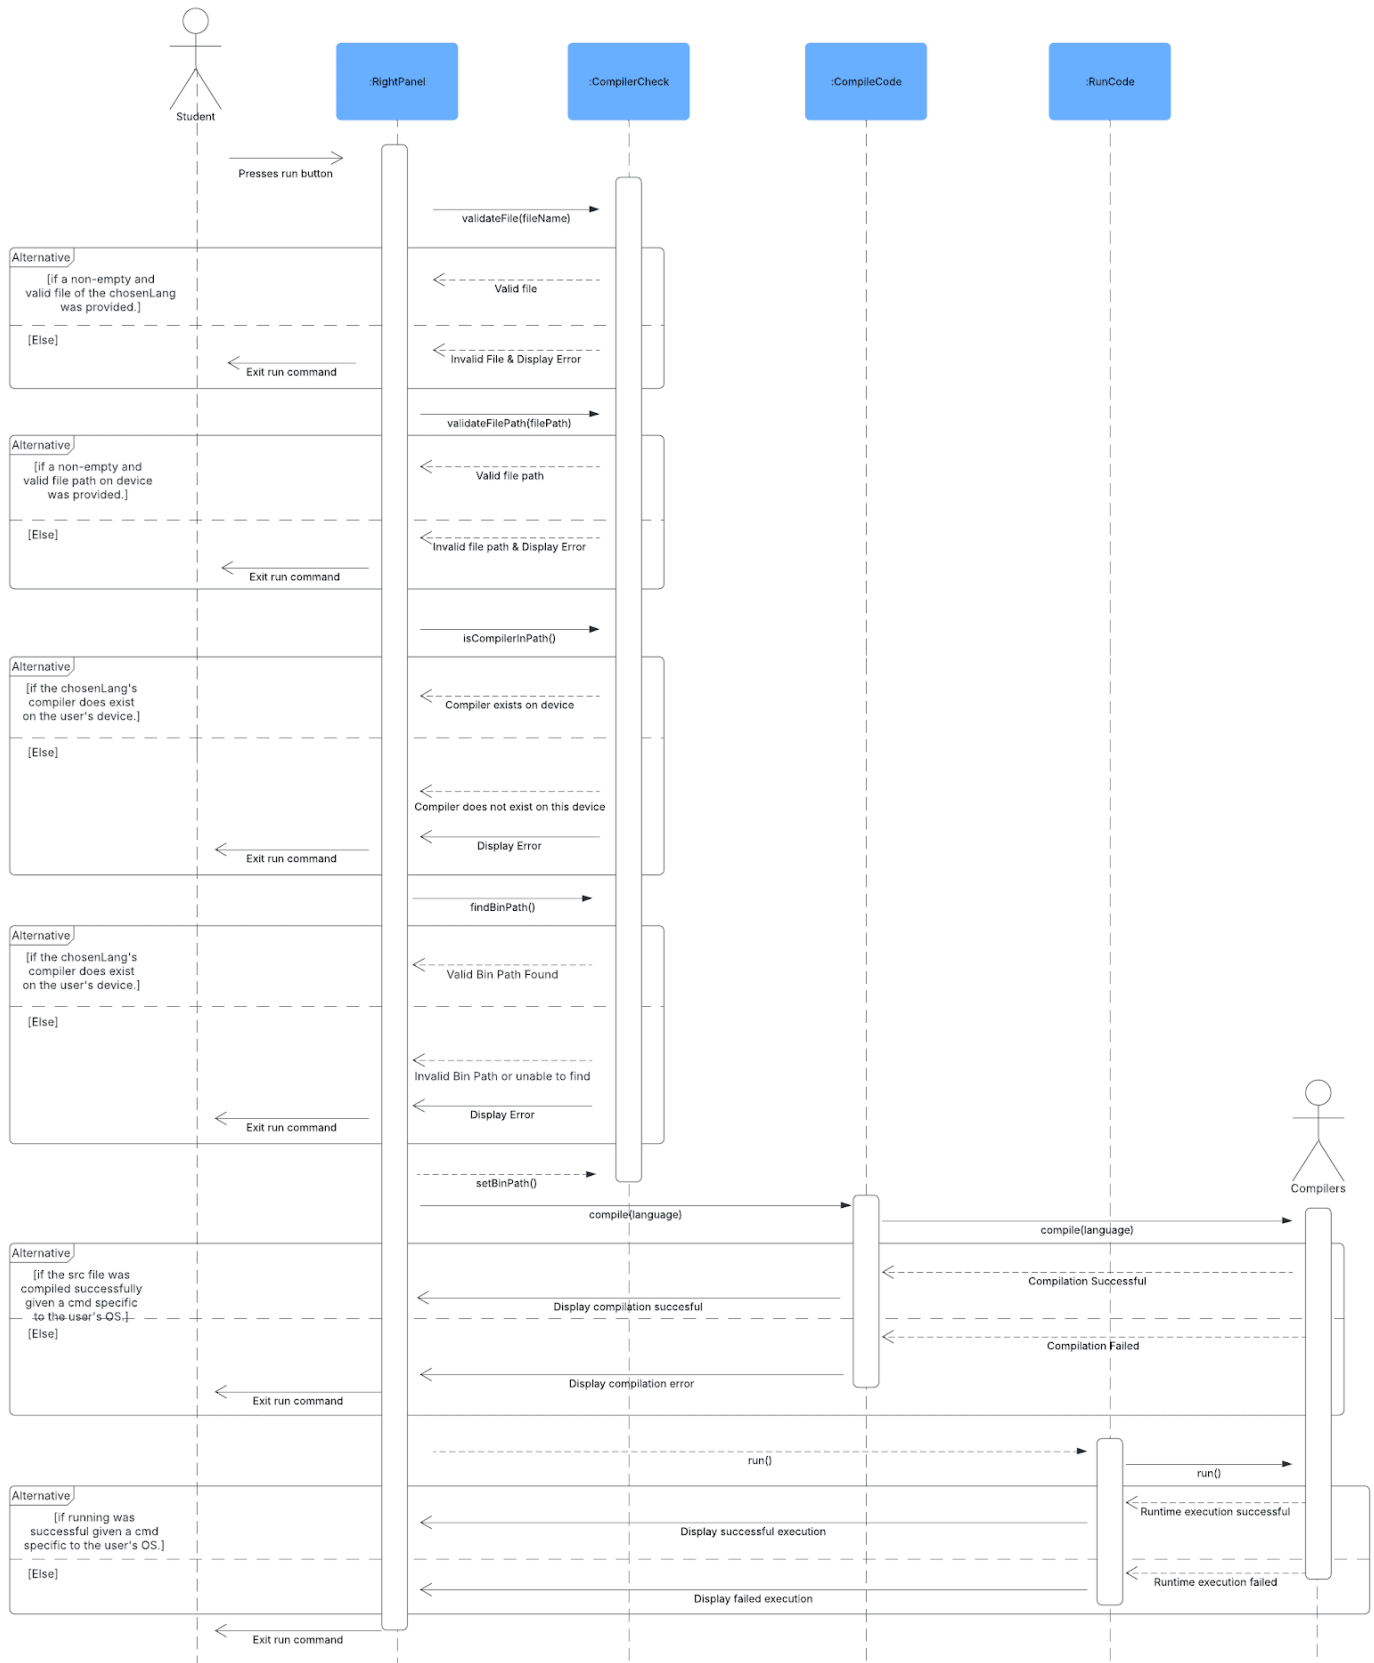 :RightPanel
:CompilerCheck
:CompileCode
:RunCode
Student
Presses run button
validateFile(fileName)
Alternative
[if a non-empty and
valid file of the chosenLang
was provided.]
Valid file
[Else]
Invalid File & Display Error
Exit run command
validateFilePath(filePath)
Alternative
[if a non-empty and
valid file path on device
was provided.]
Valid file path
[Else]
Invalid file path & Display Error
Exit run command
isCompilerInPath()
Alternative
[if the chosenLang's
compiler does exist
on the user's device.]
Compiler exists on device
[Else]
Compiler does not exist on this device
Display Error
Exit run command
findBinPath()
Alternative
[if the chosenLang's
compiler does exist
on the user's device.]
Valid Bin Path Found
[Else]
Invalid Bin Path or unable to find
Display Error
Exit run command
setBinPath()
Compilers
compile(language)
compile(language)
Alternative
[if the src file was
compiled successfully
given a cmd specific
to the user's OS.]
Compilation Successful
Display compilation succesful
[Else]
Compilation Failed
Display compilation error
Exit run command
run()
run()
Alternative
[if running was
successful given a cmd
specific to the user's OS.]
Runtime execution successful
Display successful execution
[Else]
Runtime execution failed
Display failed execution
Exit run command